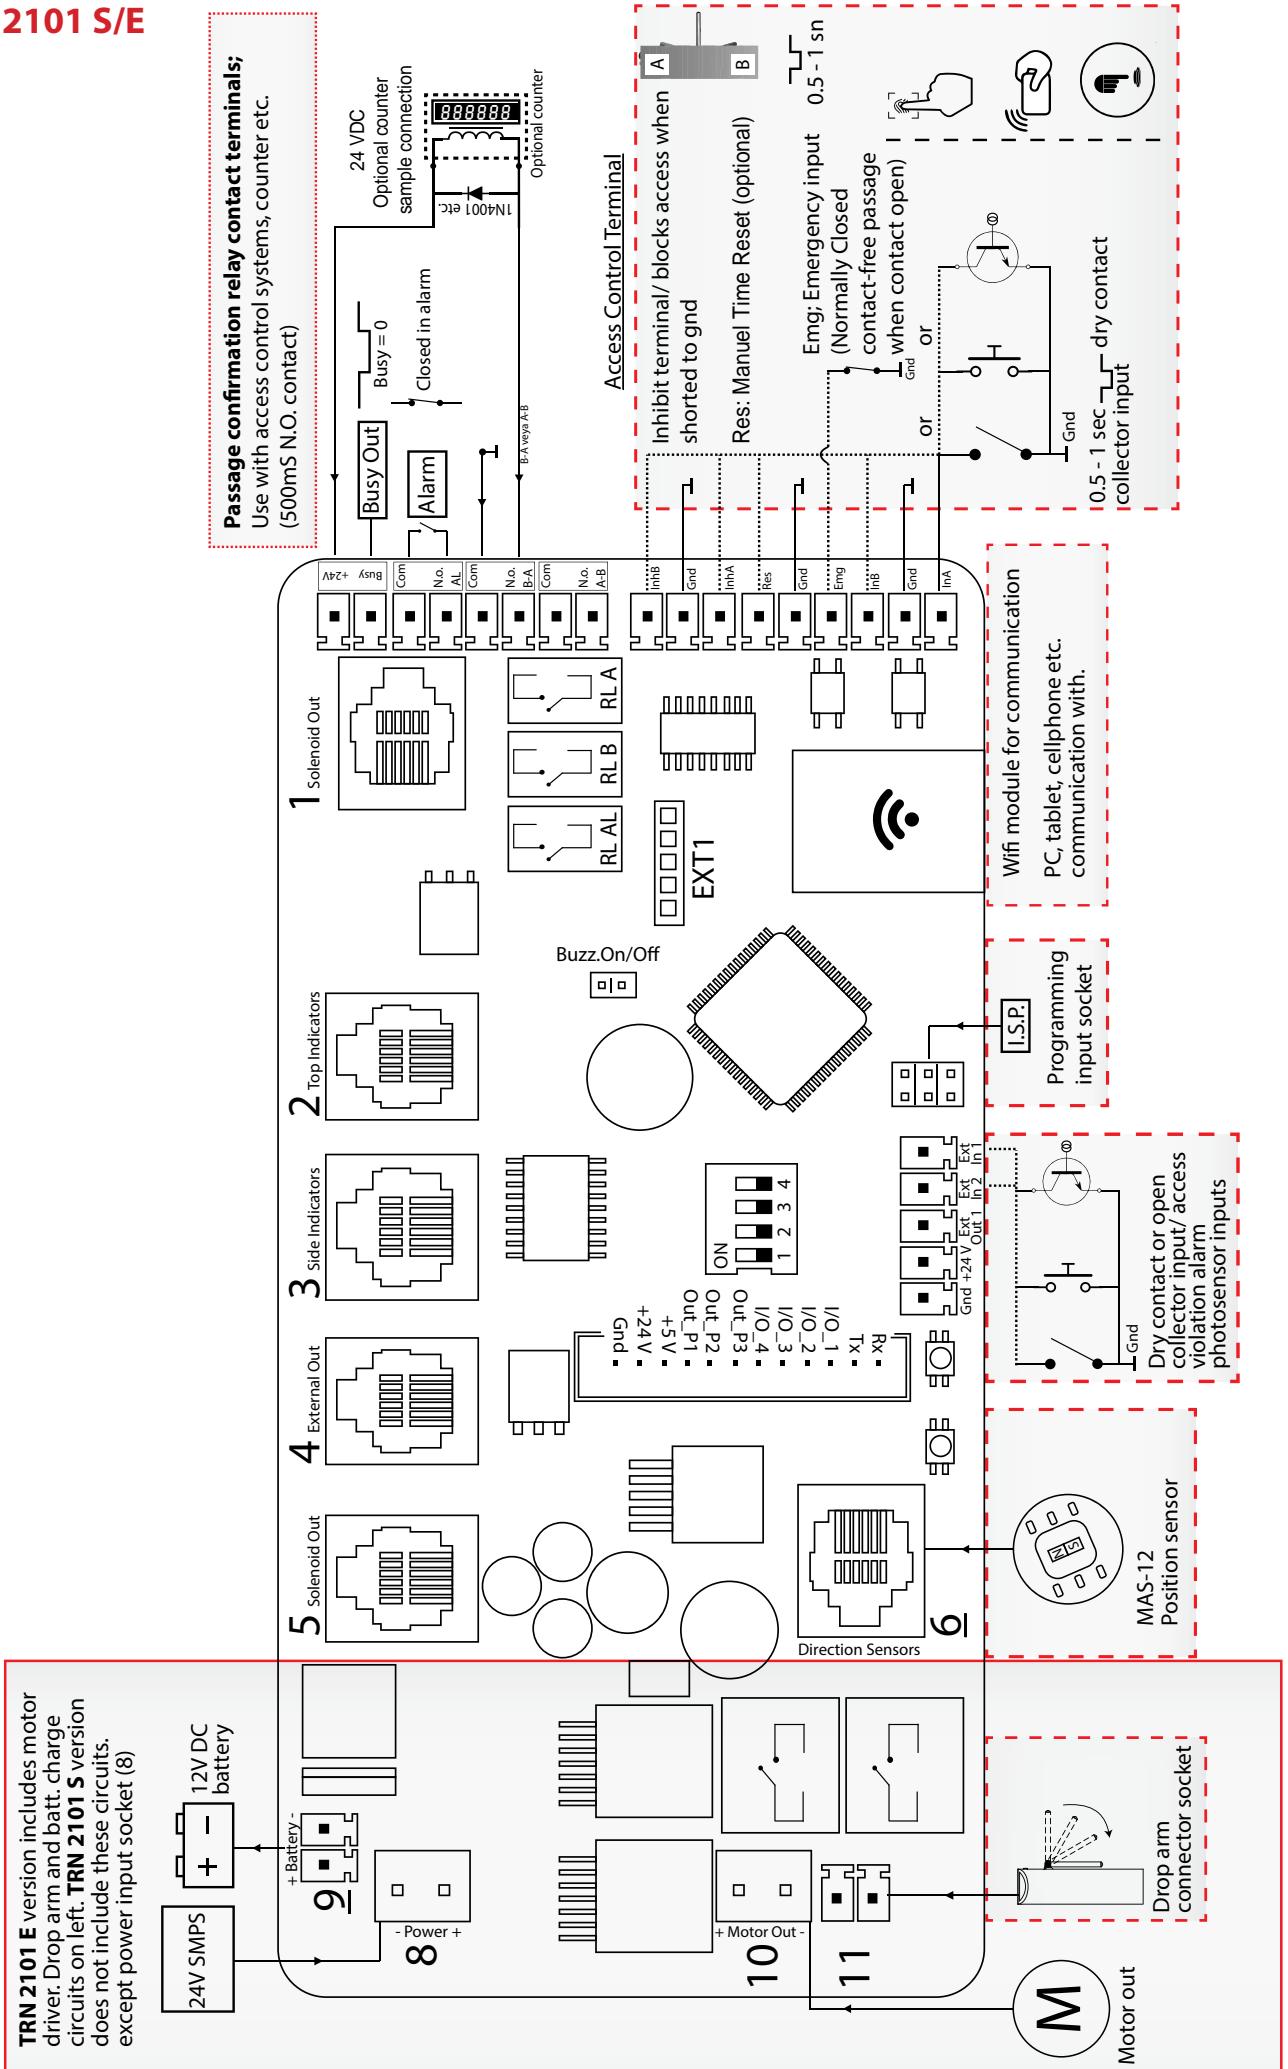 2101 S/E
Passage confirmation relay contact terminals;
Use with access control systems, counter etc.
(500mS N.O. contact)
24 VDC
Optional counter
sample connection
888888
Optional counter
1N4001 etc.
Busy Out
Busy = 0
Alarm
Closed in alarm
B-A veya A-B
Access Control Terminal
Inhibit terminal/ blocks access when
shorted to gnd
A
B
Res: Manuel Time Reset (optional)
Emg; Emergency input
(Normally Closed
contact-free passage
when contact open)
0.5 - 1 sn
Gnd
or
or
Gnd
0.5 - 1 sec
dry contact
collector input
+24V
Busy
Com
N.o.
AL
Com
N.o.
B-A
Com
N.o.
A-B
InhB
Gnd
InhA
Res
Gnd
Emg
InB
Gnd
InA
1 Solenoid Out
RL A
RL B
RL AL
EXT1
Buzz.On/Off
2 Top Indicators
3 Side Indicators
4 External Out
5 Solenoid Out
ON
1 2 3 4
Gnd
+24V
+5V
Out_P1
Out_P2
Out_P3
I/O_4
I/O_3
I/O_2
I/O_1
Tx
Rx
Gnd
+24 V
Ext
Out 1
Ext
In 2
Ext
In 1
Direction Sensors
6
Wifi module for communication
PC, tablet, cellphone etc.
communication with.
I.S.P.
Programming
input socket
Gnd
Dry contact or open
collector input/ access
violation alarm
photosensor inputs
S
N
MAS-12
Position sensor
TRN 2101 E version includes motor
driver. Drop arm and batt. charge
circuits on left. TRN 2101 S version
does not include these circuits.
except power input socket (8)
24V SMPS
12V DC
battery
+ -
+ Battery -
9
- Power +
8
+ Motor Out -
10
11
M
Motor out
Drop arm
connector socket